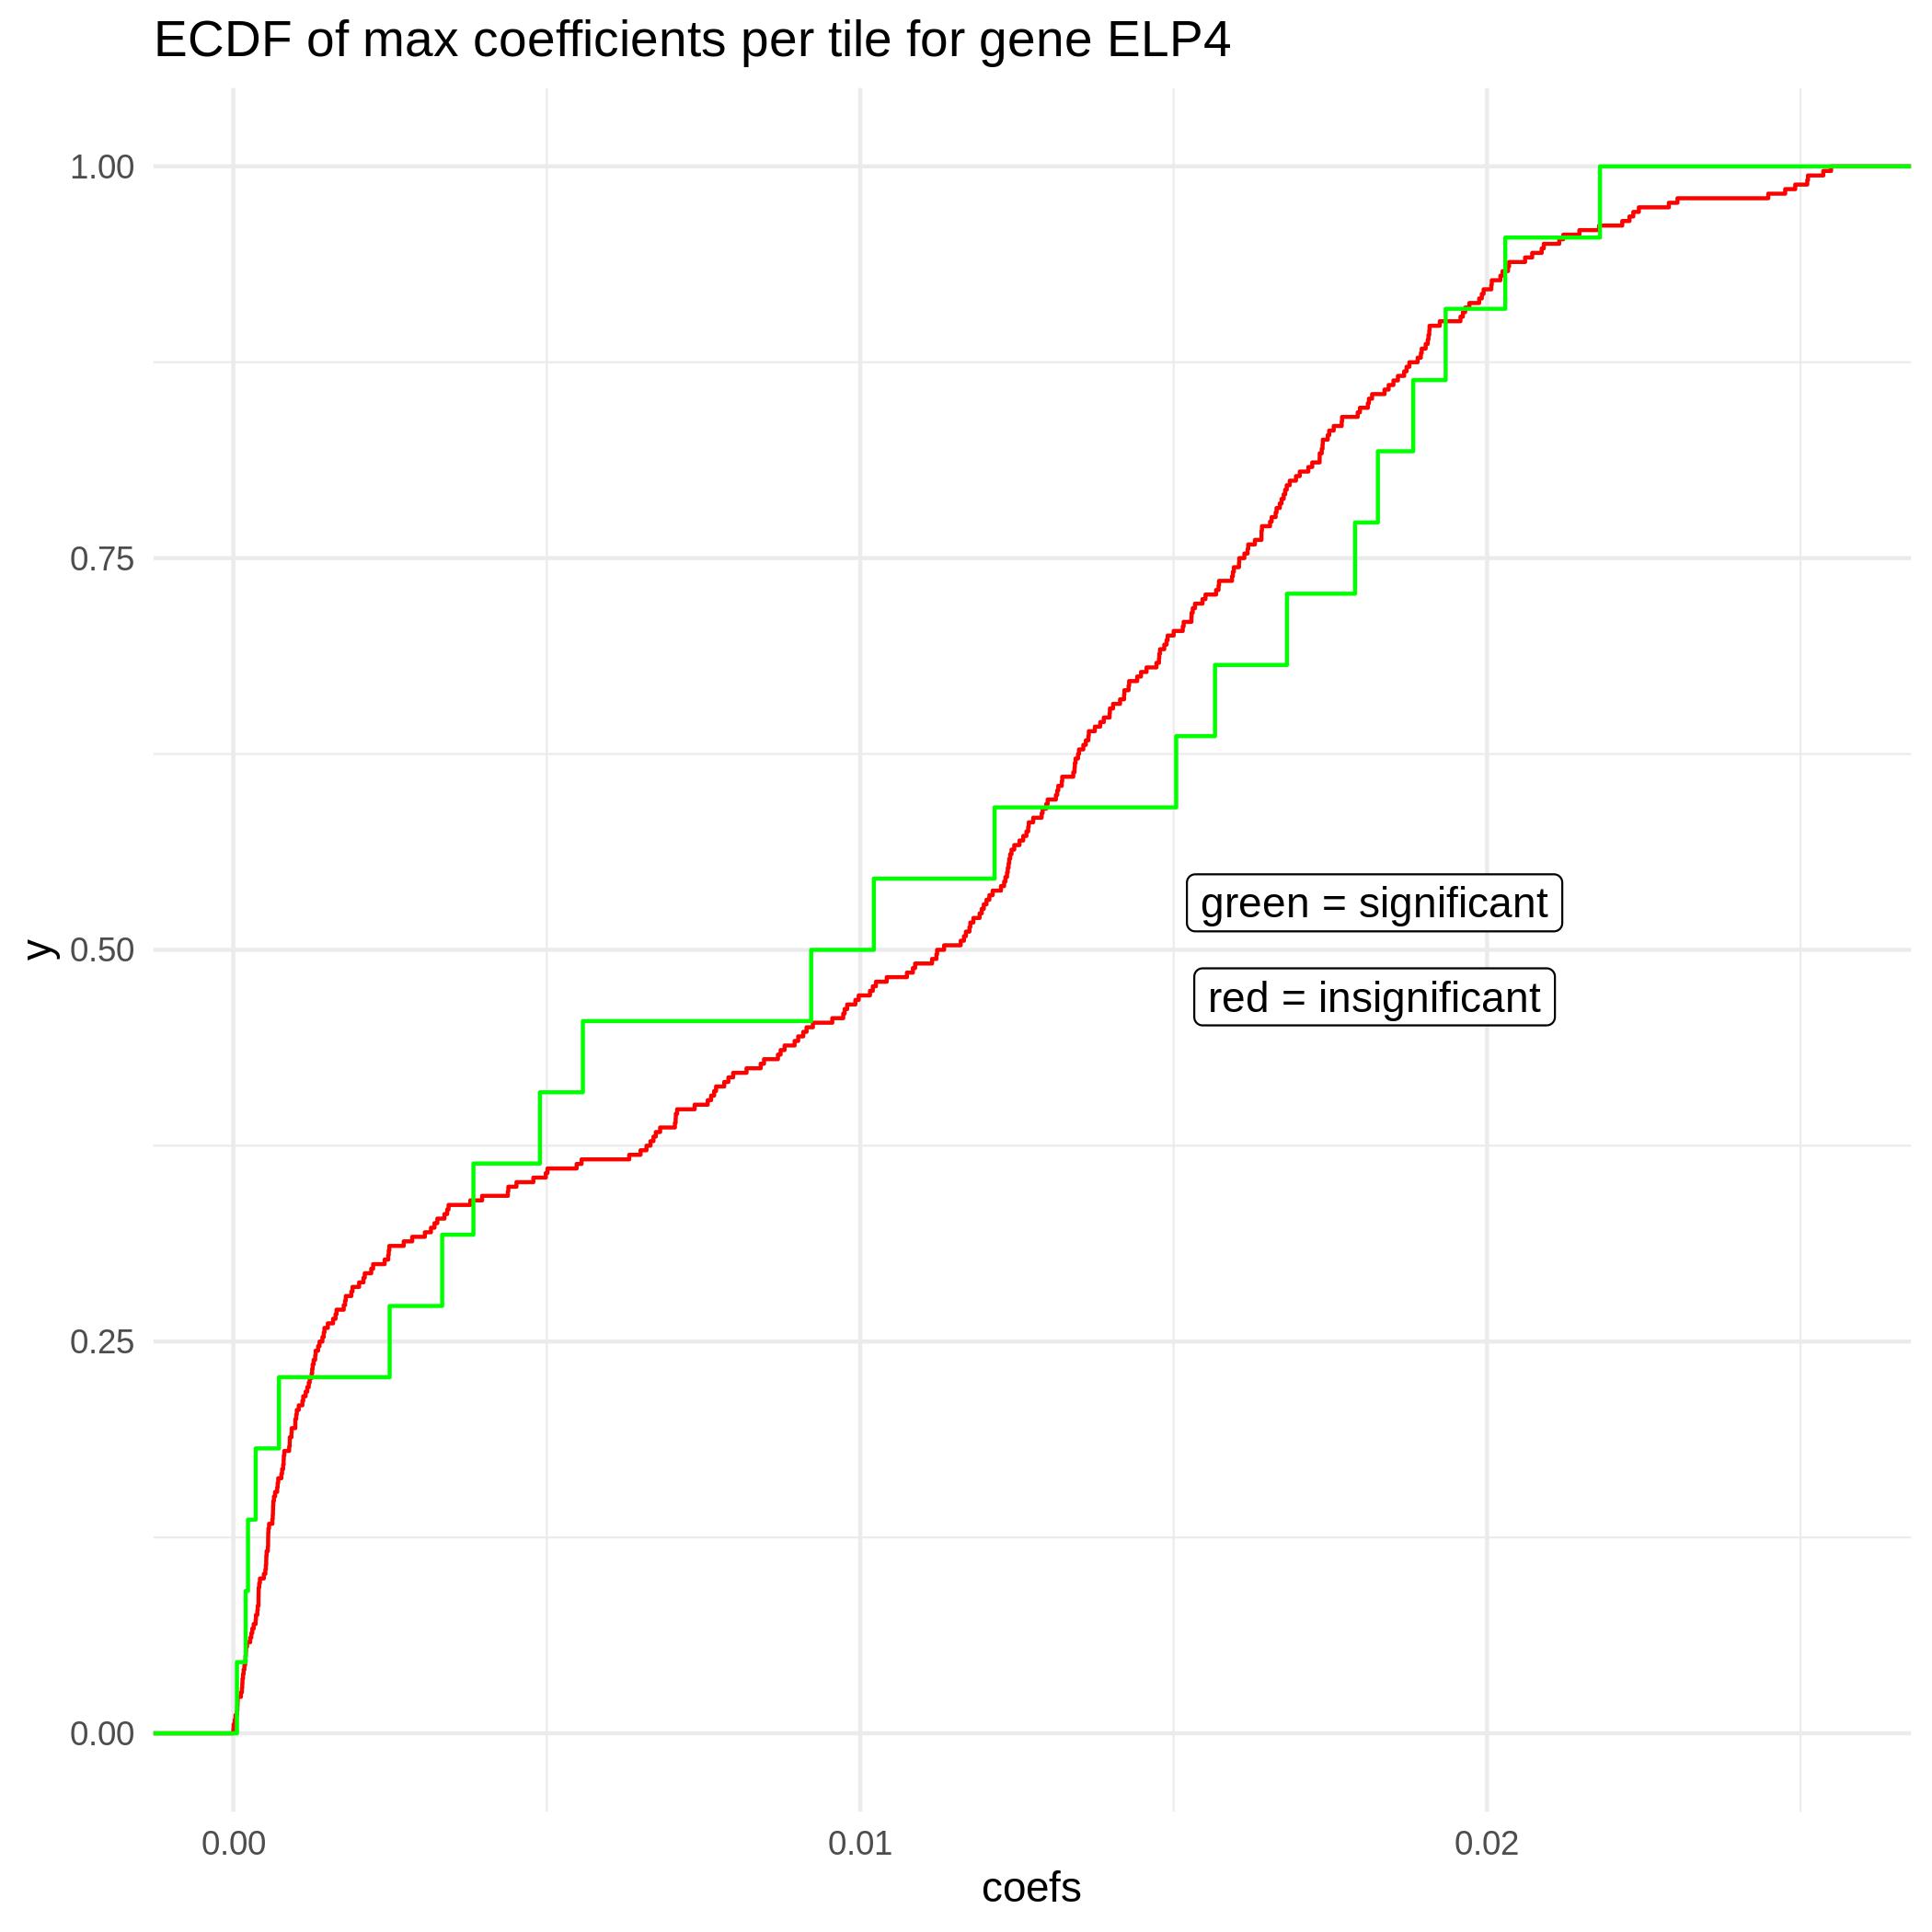 ECDF of max coefficients per tile for gene ELP4
1.00
0.75
0.50
0.25
0.00
y
green = significant
red = insignificant
0.00 0.01 0.02
coefs